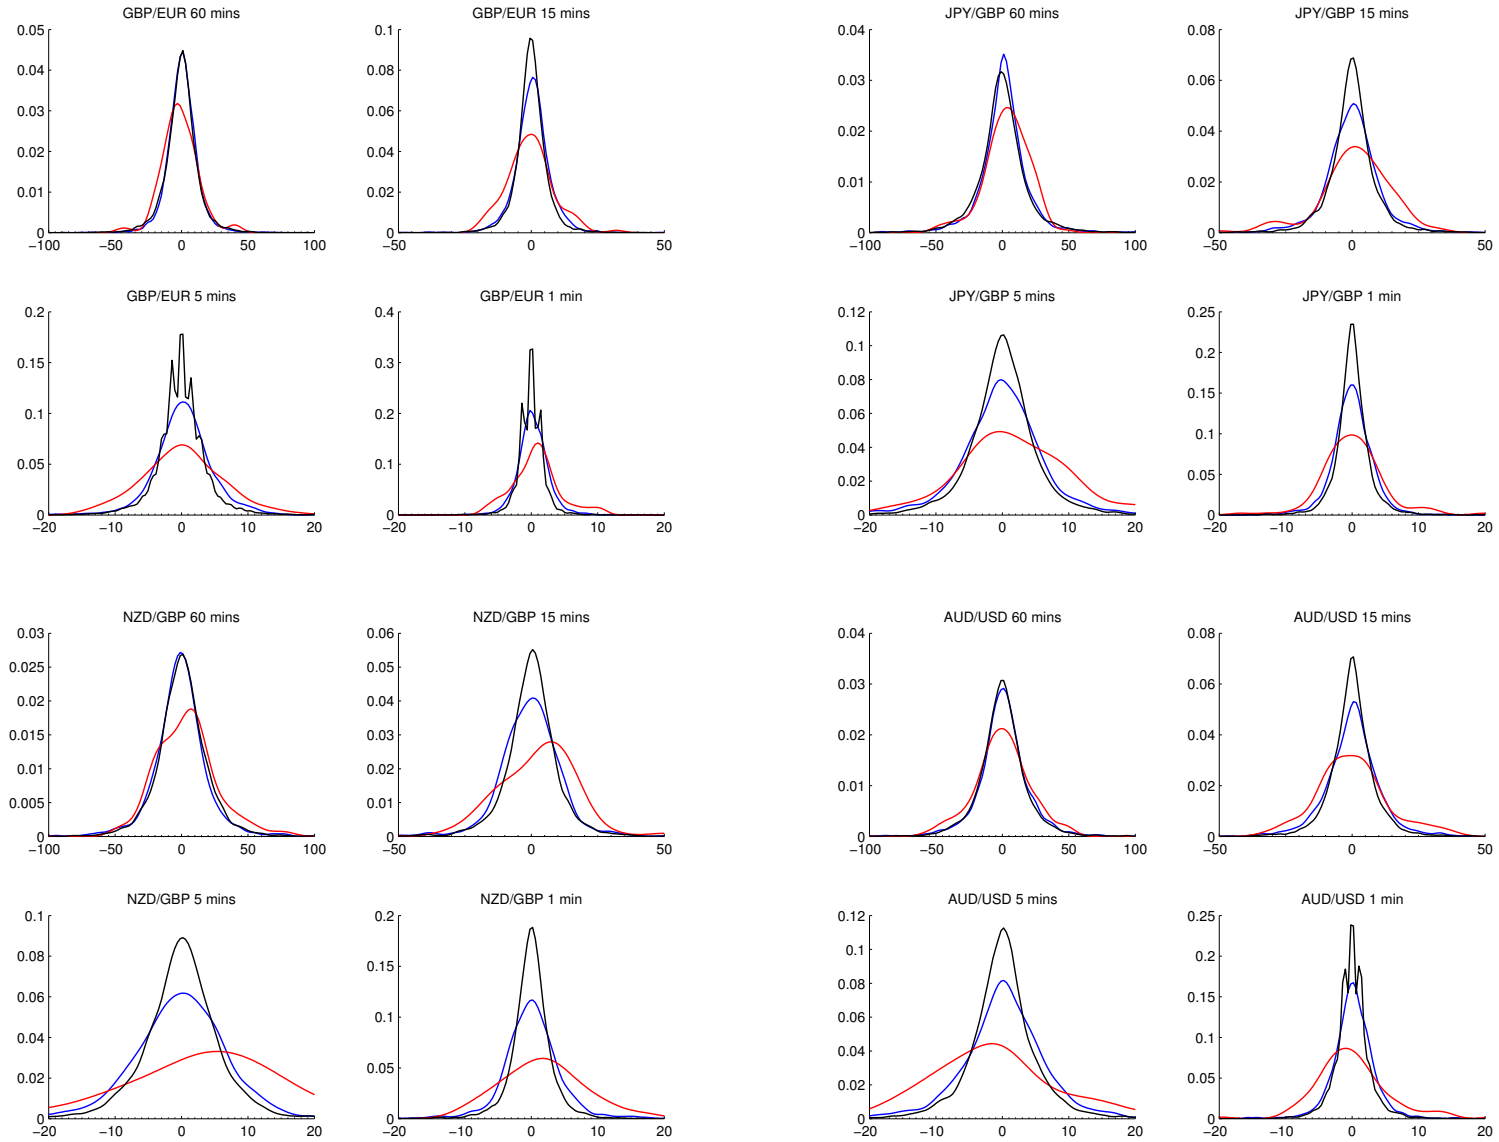 GBP/EUR 60 mins
0.05
0.04
0.03
0.02
0.01
0
−100 −50 0 50 100
GBP/EUR 15 mins
0.1
0.08
0.06
0.04
0.02
0
−50 0 50
JPY/GBP 60 mins
0.04
0.03
0.02
0.01
0
−100 −50 0 50 100
JPY/GBP 15 mins
0.08
0.06
0.04
0.02
0
−50 0 50
GBP/EUR 5 mins
0.2
0.15
0.1
0.05
0
−20 −10 0 10 20
GBP/EUR 1 min
0.4
0.3
0.2
0.1
0
−20 −10 0 10 20
JPY/GBP 5 mins
0.12
0.1
0.08
0.06
0.04
0.02
0
−20 −10 0 10 20
JPY/GBP 1 min
0.25
0.2
0.15
0.1
0.05
0
−20 −10 0 10 20
NZD/GBP 60 mins
0.03
0.025
0.02
0.015
0.01
0.005
0
−100 −50 0 50 100
NZD/GBP 15 mins
0.06
0.05
0.04
0.03
0.02
0.01
0
−50 0 50
AUD/USD 60 mins
0.04
0.03
0.02
0.01
0
−100 −50 0 50 100
AUD/USD 15 mins
0.08
0.06
0.04
0.02
0
−50 0 50
NZD/GBP 5 mins
0.1
0.08
0.06
0.04
0.02
0
−20 −10 0 10 20
NZD/GBP 1 min
0.2
0.15
0.1
0.05
0
−20 −10 0 10 20
AUD/USD 5 mins
0.12
0.1
0.08
0.06
0.04
0.02
0
−20 −10 0 10 20
AUD/USD 1 min
0.25
0.2
0.15
0.1
0.05
0
−20 −10 0 10 20